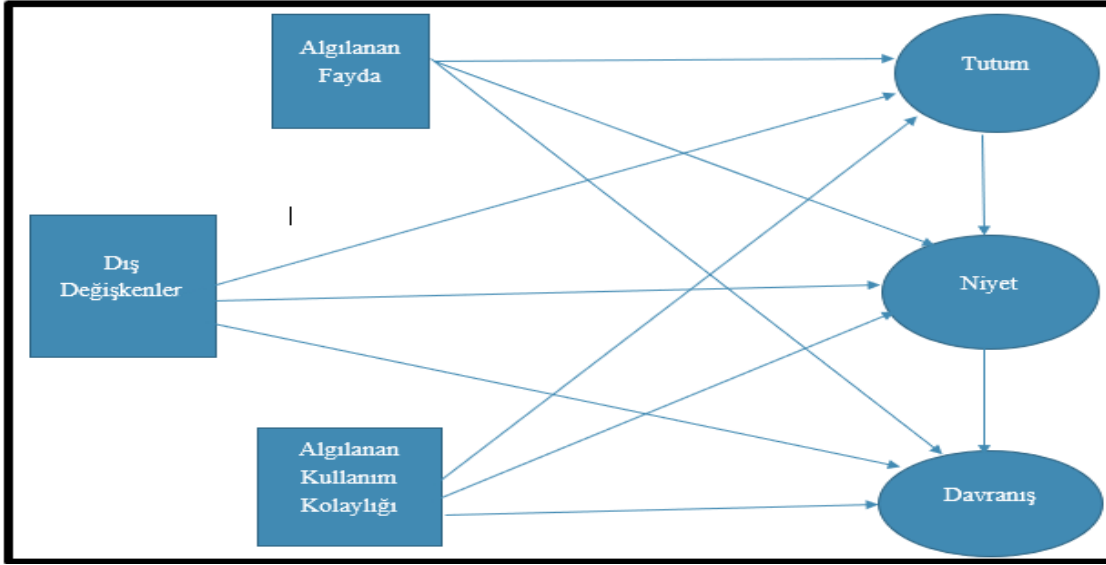 Algılanan
Fayda
Tutum
Dış
Değişkenler
Niyet
Algılanan
Kullanım
Kolaylığı
Davranış